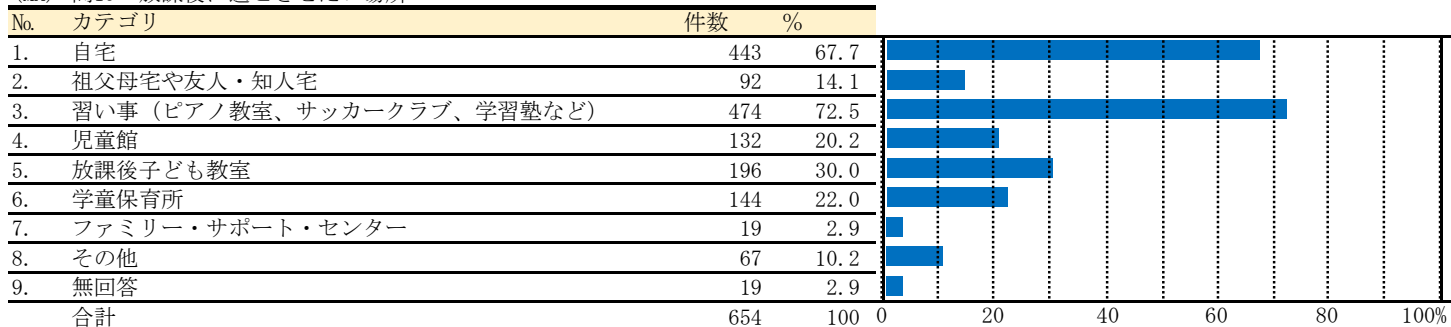 No. カテゴリ 件数 %
1. 自宅 443 67.7
2. 祖父母宅や友人・知人宅 92 14.1
3. 習い事（ピアノ教室、サッカークラブ、学習塾など） 474 72.5
4. 児童館 132 20.2
5. 放課後子ども教室 196 30.0
6. 学童保育所 144 22.0
7. ファミリー・サポート・センター 19 2.9
8. その他 67 10.2
9. 無回答 19 2.9
合計 654 100
0 20 40 60 80 100%